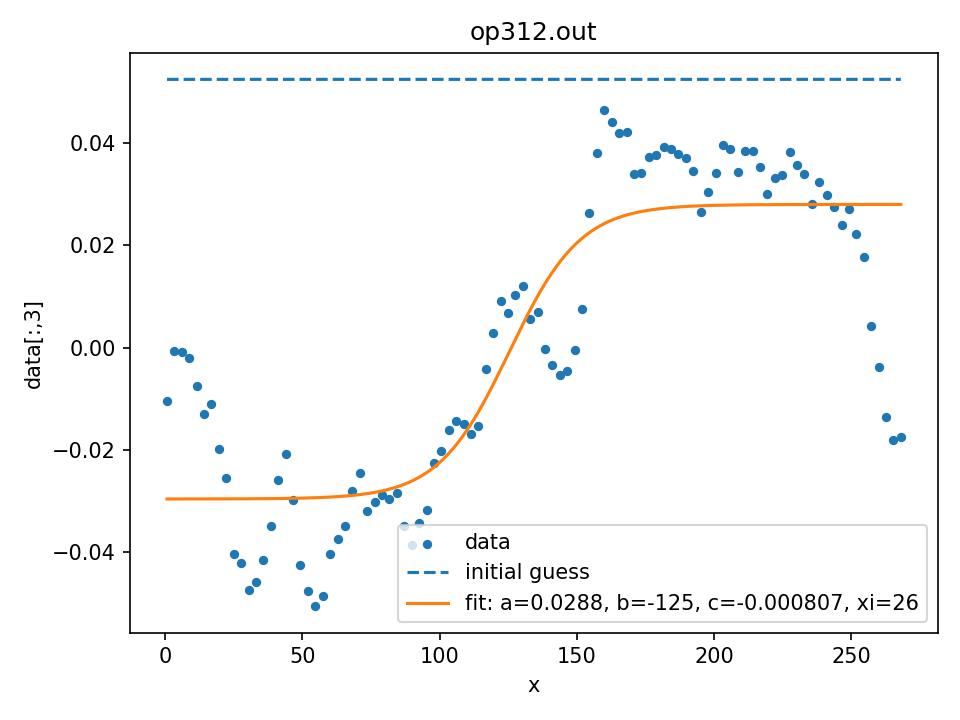 op312.out
0.04
0.02
0.00
−0.02
−0.04
data[:,3]
data
initial guess
fit: a=0.0288, b=-125, c=-0.000807, xi=26
0 50 100 150 200 250
x